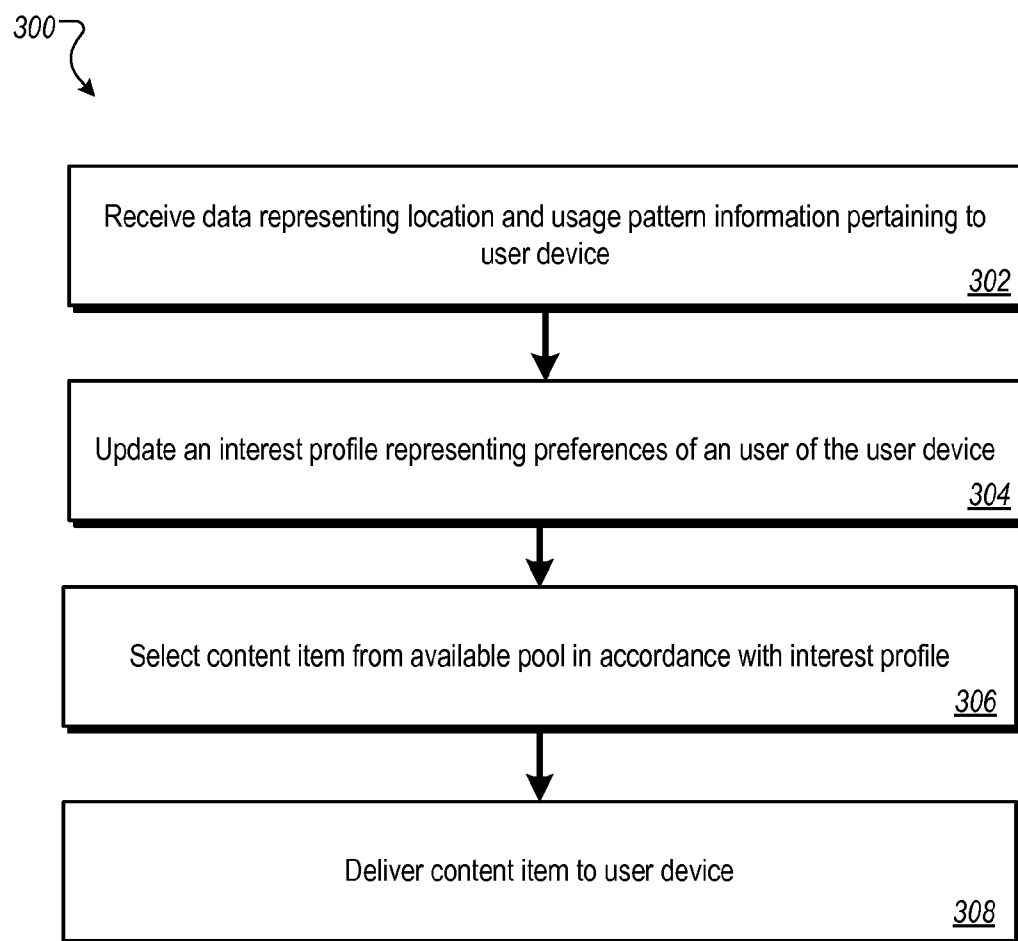 300
Receive data representing location and usage pattern information pertaining to
user device
302
Update an interest profile representing preferences of an user of the user device
304
Select content item from available pool in accordance with interest profile
306
Deliver content item to user device
308